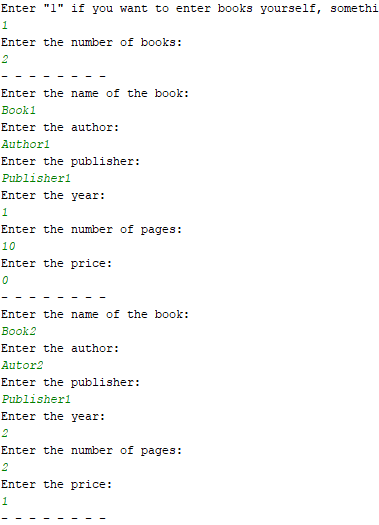 Enter "1" if you want to enter books yourself, somethi
1
Enter the number of books:
2
- - - - - - - -
Enter the name of the book:
Book1
Enter the author:
Author1
Enter the publisher:
Publisher1
Enter the year:
1
Enter the number of pages:
10
Enter the price:
0
- - - - - - - -
Enter the name of the book:
Book2
Enter the author:
Autor2
Enter the publisher:
Publisher1
Enter the year:
2
Enter the number of pages:
2
Enter the price:
1
- - - - - - - -